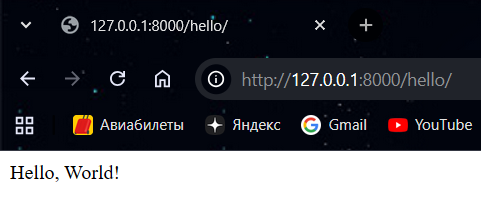 127.0.0.1:8000/hello/
http://127.0.0.1:8000/hello/
Авиабилеты Яндекс Gmail YouTube
Hello, World!